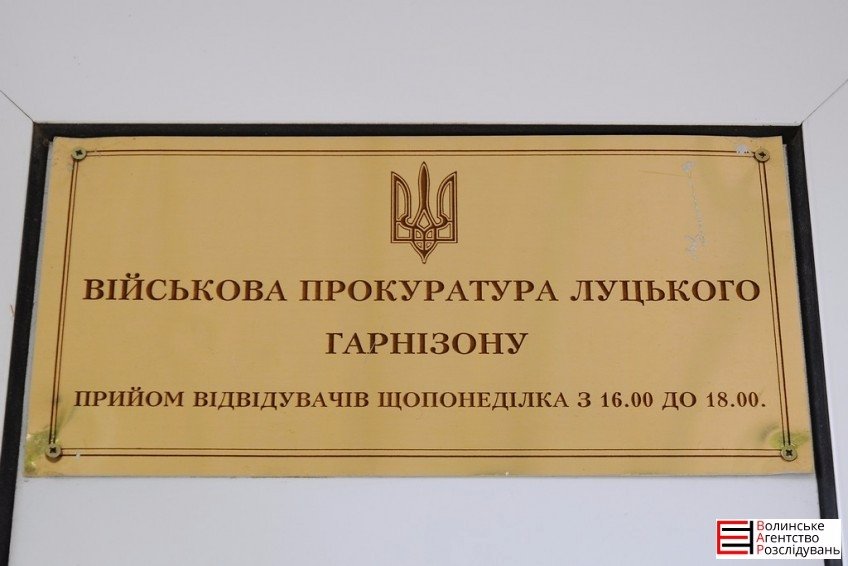 ВІЙСЬКОВА ПРОКУРАТУРА ЛУЦЬКОГО
ГАРНІЗОНУ
ПРИЙОМ ВІДВІДУВАЧІВ ЩОПОНЕДІЛКА З 16.00 ДО 18.00.
Волинське
Агентство
Розслідувань